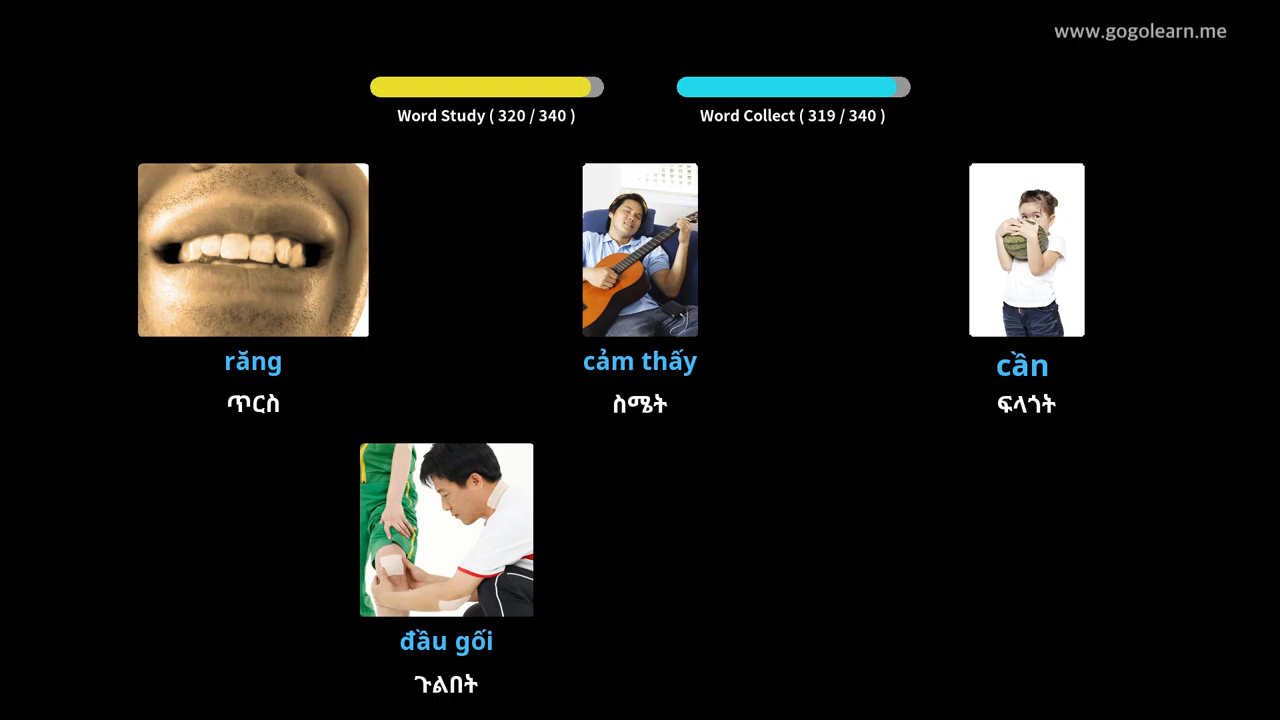 www.gogolearn.me
Word Study ( 320 / 340 )
Word Collect ( 319 / 340 )
răng
cảm thấy
cần
ጥርስ
ስሜት
ፍላጎት
đầu gối
ጉልበት